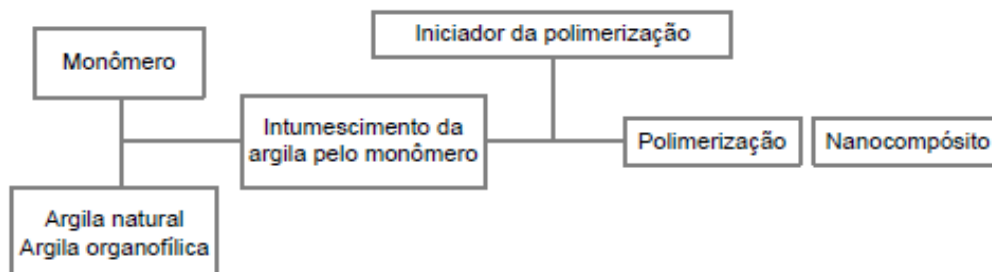 Iniciador da polimerização
Monômero
Intumescimento da
argila pelo monômero
Polimerização
Nanocompósito
Argila natural
Argila organofílica